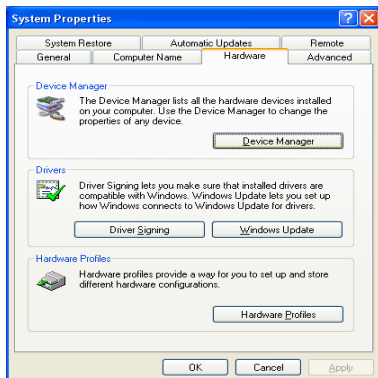 System Properties
System Restore Automatic Updates Remote
General Computer Name Hardware Advanced
Device Manager
The Device Manager lists all the hardware devices installed
on your computer. Use the Device Manager to change the
properties of any device.
Device Manager
Drivers
Driver Signing lets you make sure that installed drivers are
compatible with Windows. Windows Update lets you set up
how Windows connects to Windows Update for drivers.
Driver Signing Windows Update
Hardware Profiles
Hardware profiles provide a way for you to set up and store
different hardware configurations.
Hardware Profiles
OK Cancel Apply